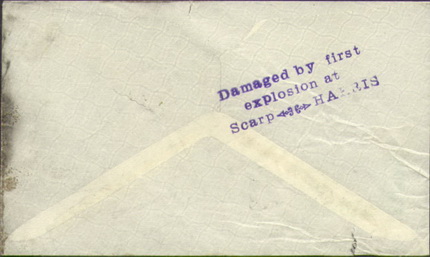 Damaged by first
explosion at
Scarp HARRIS